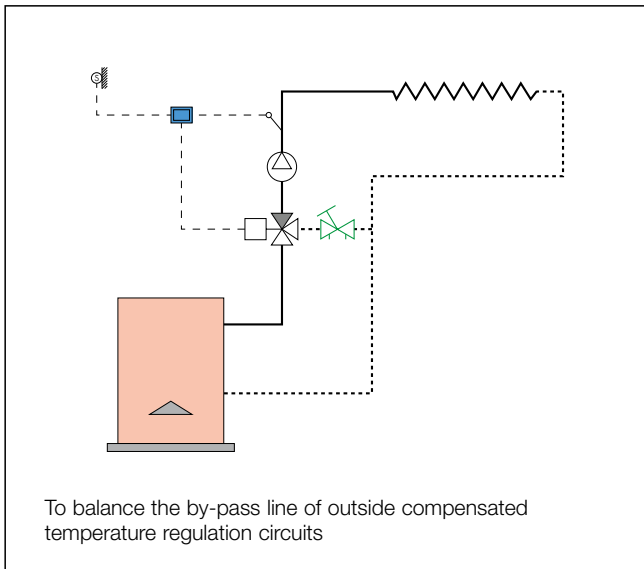 S
To balance the by-pass line of outside compensated
temperature regulation circuits